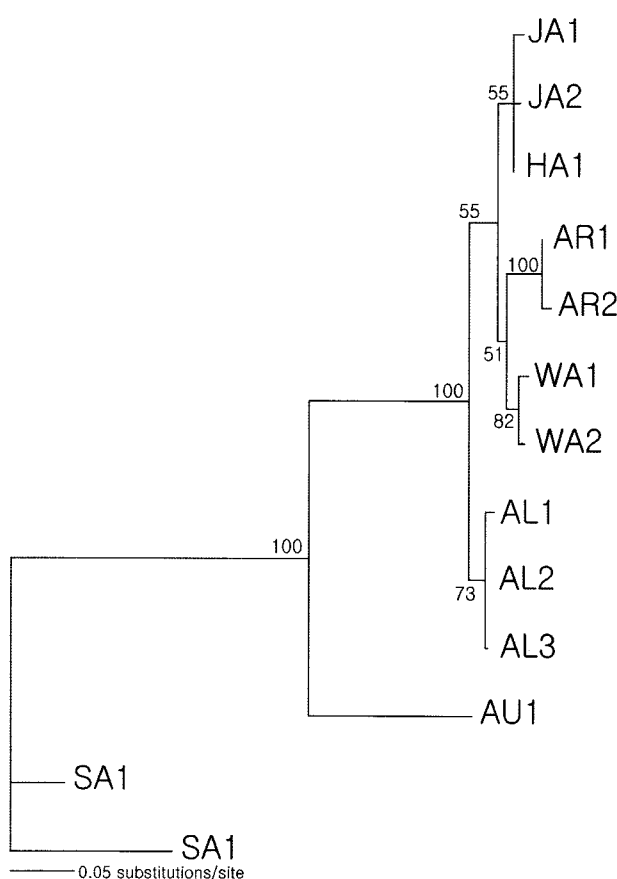 JA1
55
JA2
HA1
55
AR1
100
AR2
51
WA1
100
82
WA2
AL1
100
AL2
73
AL3
AU1
SA1
SA1
0.05 substitutions/site